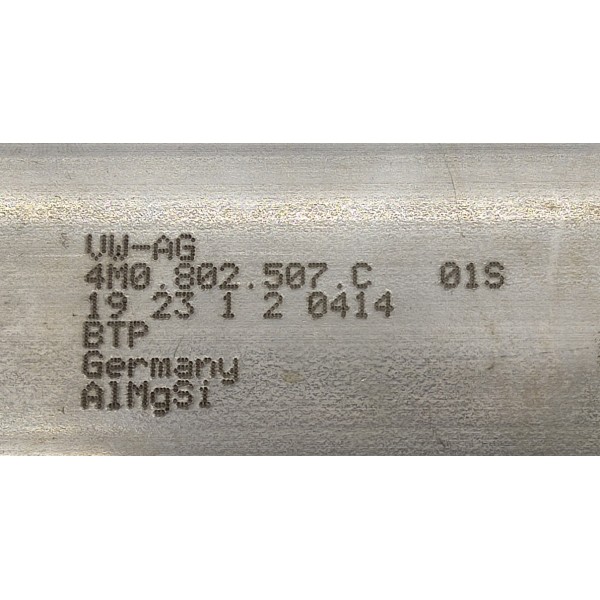 VW-AG
4M0.802.507.C 01S
19 23 1 2 0414
BTP
Germany
AlMgSi